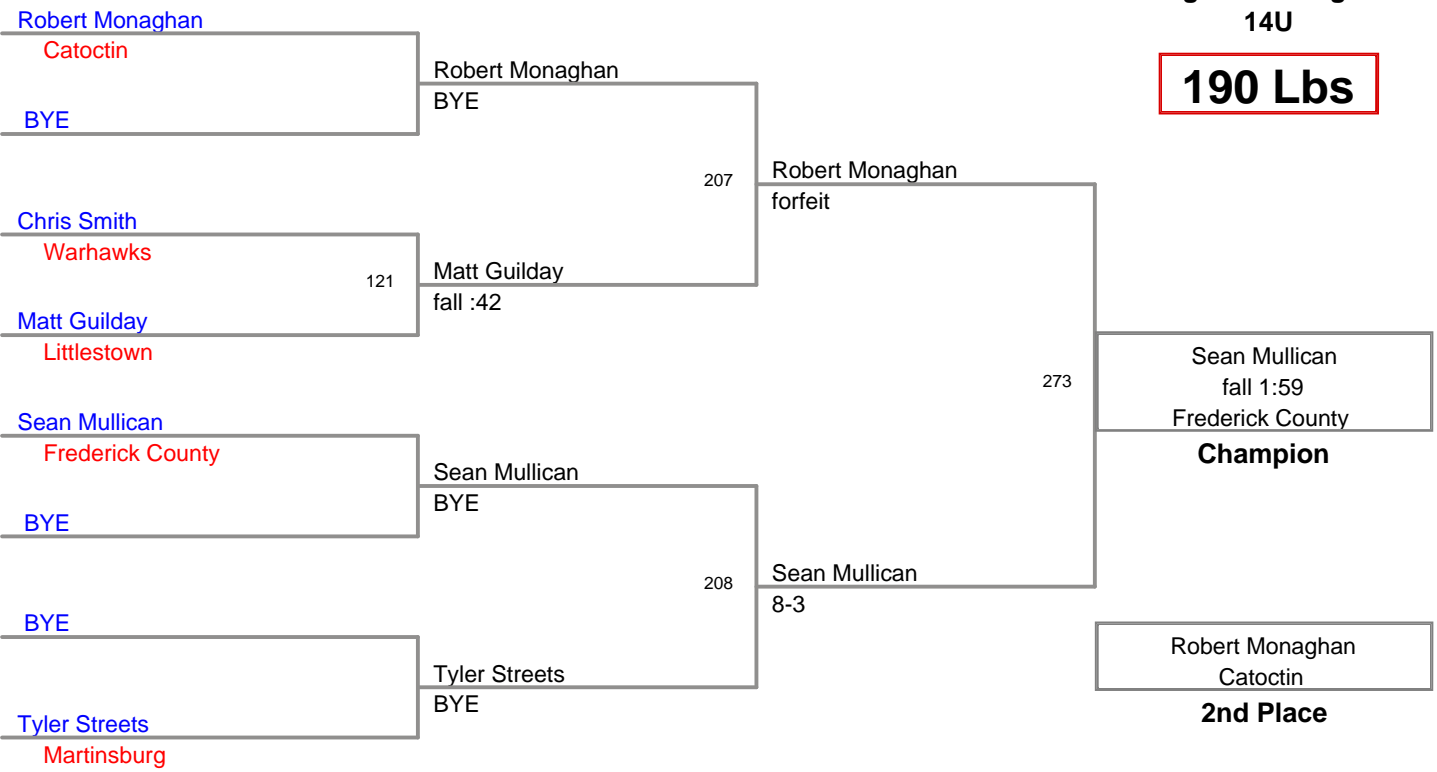 14U
190 Lbs
Robert Monaghan
Catoctin
BYE
Chris Smith
Warhawks
Matt Guilday
Littlestown
Sean Mullican
Frederick County
BYE
BYE
Tyler Streets
Martinsburg
Robert Monaghan
BYE
121
Matt Guilday
fall :42
Sean Mullican
BYE
Tyler Streets
BYE
207
Robert Monaghan
forfeit
208
Sean Mullican
8-3
273
Sean Mullican
fall 1:59
Frederick County
Champion
Robert Monaghan
Catoctin
2nd Place